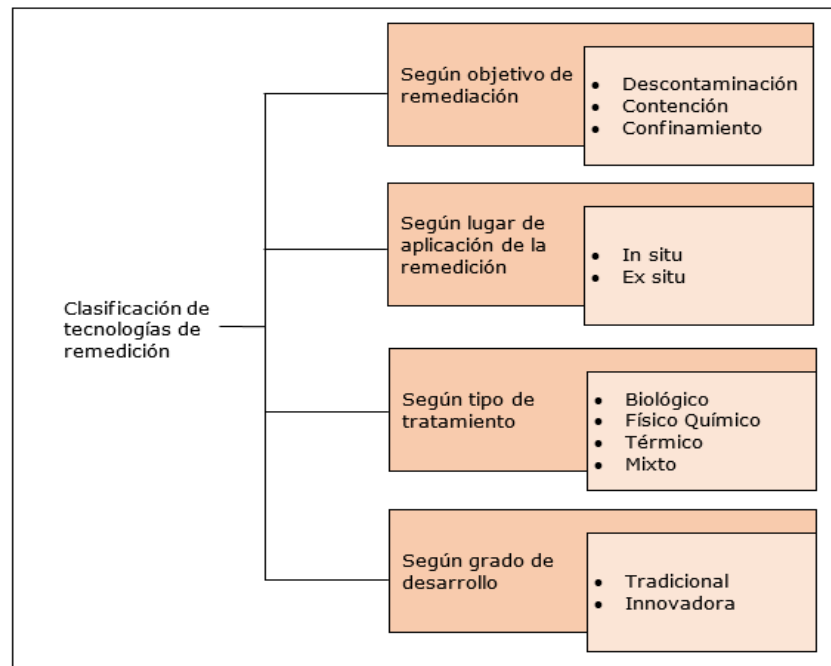 Clasificación de
tecnologías de
remedición
Según objetivo de
remediación
• Descontaminación
• Contención
• Confinamiento
Según lugar de
aplicación de la
remedición
• In situ
• Ex situ
Según tipo de
tratamiento
• Biológico
• Físico Químico
• Térmico
• Mixto
Según grado de
desarrollo
• Tradicional
• Innovadora